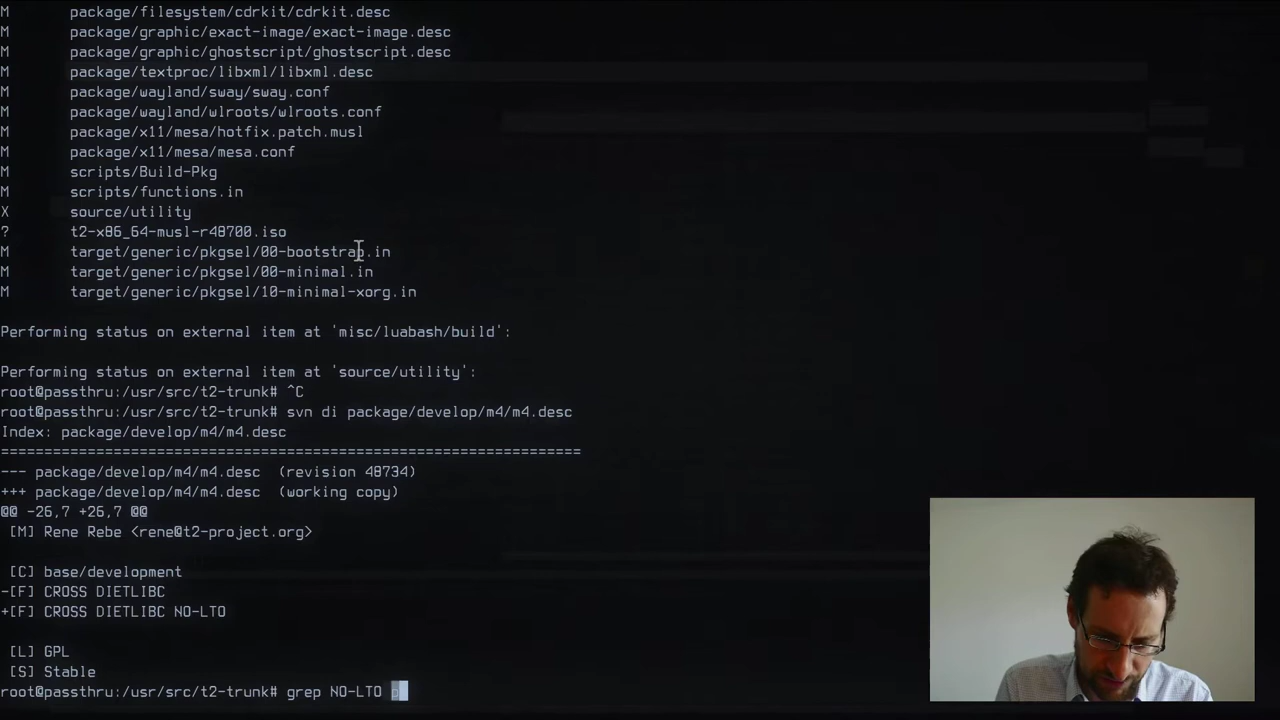 M package/filesystem/cdrkit/cdrkit.desc
M package/graphic/exact-image/exact-image.desc
M package/graphic/ghostscript/ghostscript.desc
M package/textproc/libxml/libxml.desc
M package/wayland/sway/sway.conf
M package/wayland/wlroots/wlroots.conf
M package/x11/mesa/hotfix.patch.musl
M package/x11/mesa/mesa.conf
M scripts/Build-Pkg
M scripts/functions.in
X source/utility
? t2-x86_64-musl-r48700.iso
M target/generic/pkgsel/00-bootstrap.in
M target/generic/pkgsel/00-minimal.in
M target/generic/pkgsel/10-minimal-xorg.in
Performing status on external item at 'misc/luabash/build':
Performing status on external item at 'source/utility':
root@passthru:/usr/src/t2-trunk# ^C
root@passthru:/usr/src/t2-trunk# svn di package/develop/m4/m4.desc
Index: package/develop/m4/m4.desc
===================================================================
--- package/develop/m4/m4.desc (revision 48734)
+++ package/develop/m4/m4.desc (working copy)
@@ -26,7 +26,7 @@
[M] Rene Rebe <rene@t2-project.org>
[C] base/development
-[F] CROSS DIETLIBC
+[F] CROSS DIETLIBC NO-LTO
[L] GPL
[S] Stable
root@passthru:/usr/src/t2-trunk# grep NO-LTO p